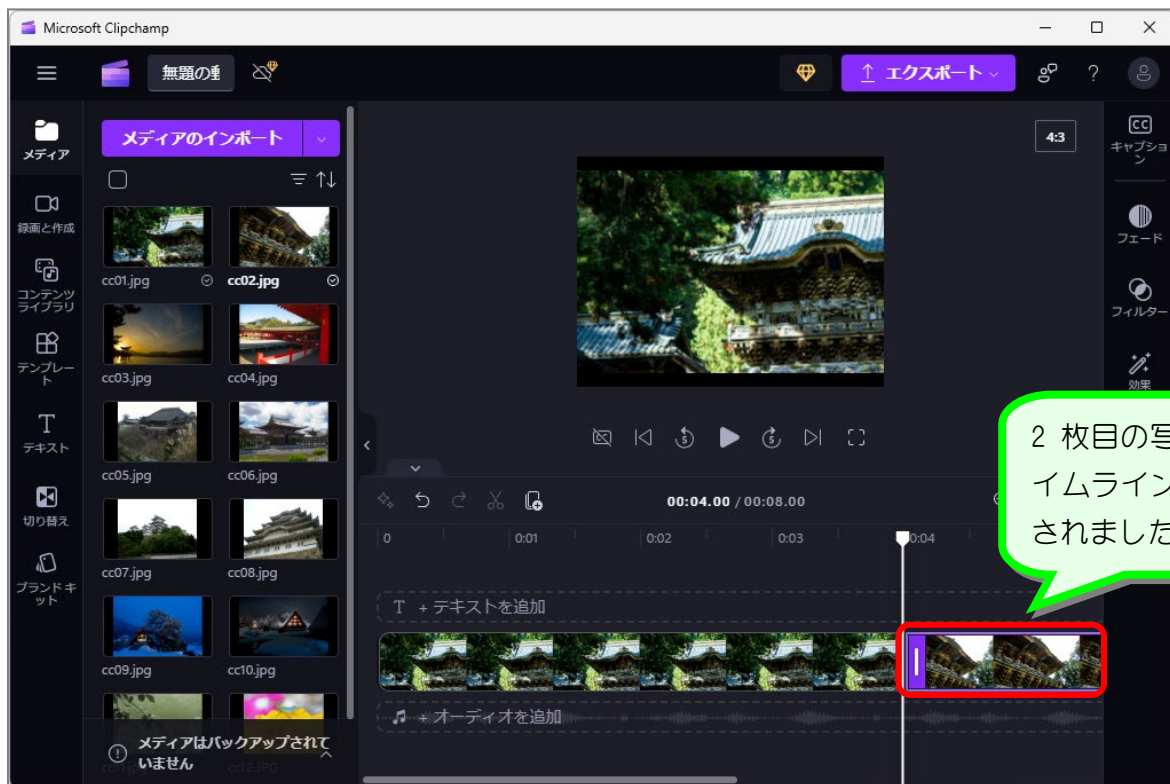 Microsoft Clipchamp
無題の
エクスポート
?
メディア
録画と作成
コンテンツ
ライブラリ
テンプレー
ト
テキスト
切り替え
ブランド キ
ット
メディアのインポート
cc01.jpg
cc02.jpg
cc03.jpg
cc04.jpg
cc05.jpg
cc06.jpg
cc07.jpg
cc08.jpg
cc09.jpg
cc10.jpg
cc12.JPG
メディアはバックアップされて
いません
4:3
CC
キャプショ
ン
フェード
フィルター
効果
5
5
00:04.00 / 00:08.00
0
0:01
0:02
0:03
0:04
T + テキストを追加
+ オーディオを追加
2 枚目の写
イムライン
されました